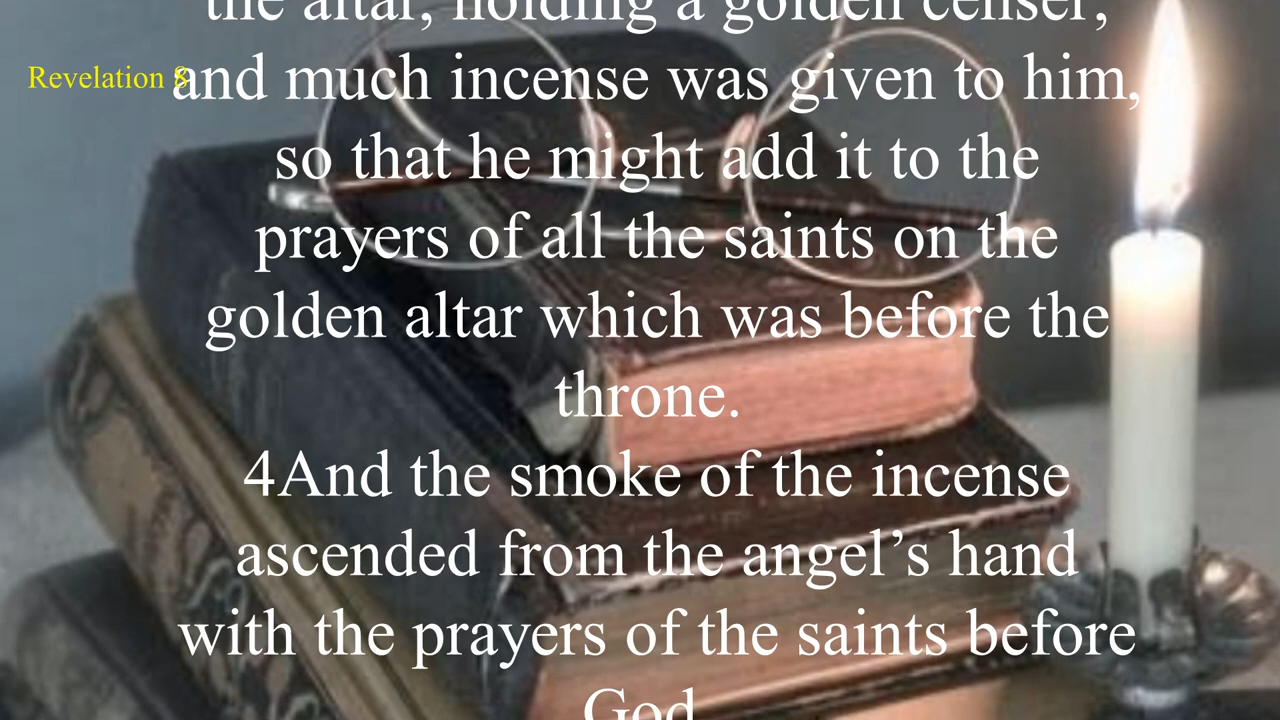 the altar, holding a golden censer;
Revelation 8
and much incense was given to him,
so that he might add it to the
prayers of all the saints on the
golden altar which was before the
throne.
4And the smoke of the incense
ascended from the angel’s hand
with the prayers of the saints before
God